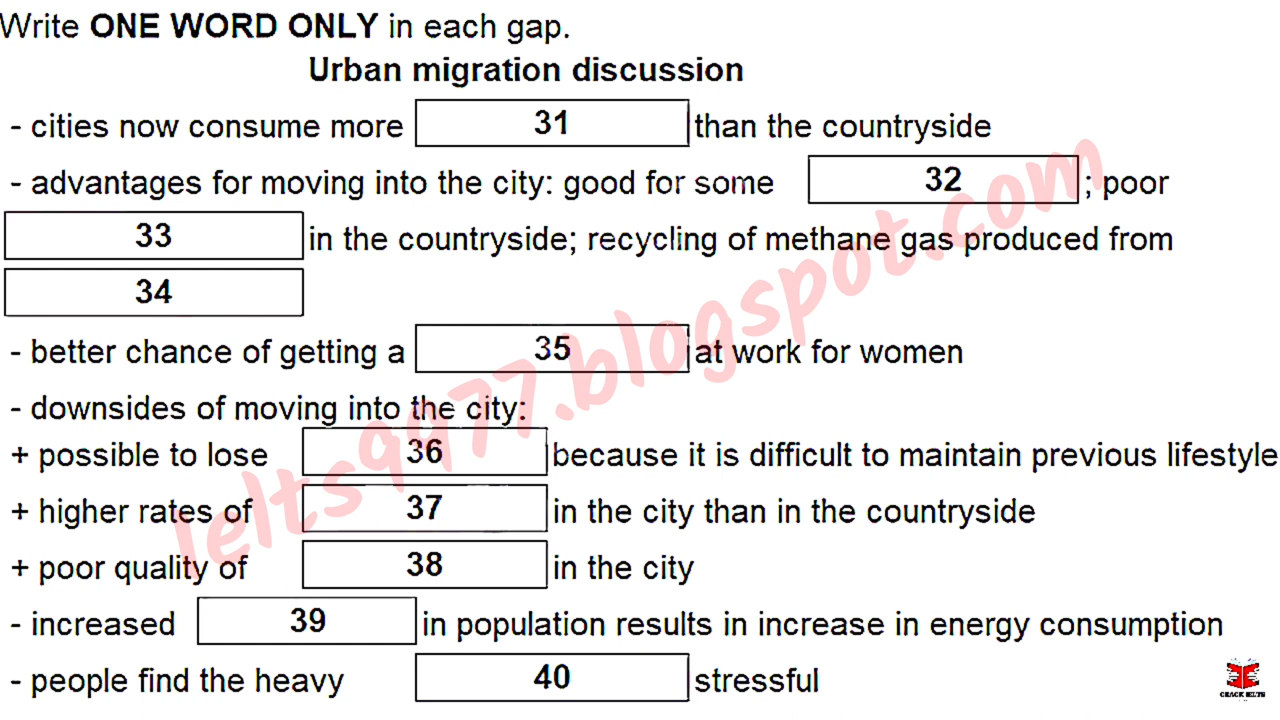 Write ONE WORD ONLY in each gap.
Urban migration discussion
- cities now consume more 31 than the countryside
- advantages for moving into the city: good for some 32 ; poor
33 in the countryside; recycling of methane gas produced from
34
- better chance of getting a 35 at work for women
- downsides of moving into the city:
+ possible to lose 36 because it is difficult to maintain previous lifestyle
+ higher rates of 37 in the city than in the countryside
+ poor quality of 38 in the city
- increased 39 in population results in increase in energy consumption
- people find the heavy 40 stressful
Ielts9977.blogspot.com
CRACK IELTS